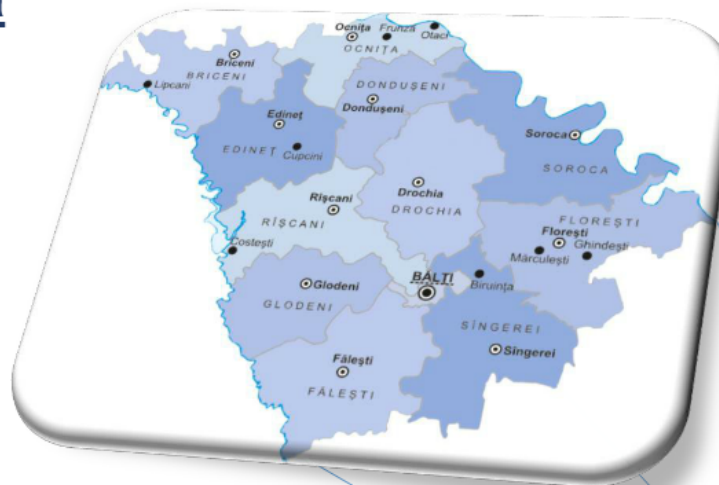 Ocnița
Frunză
Otaci
OCNIȚA
Briceni
BRICENI
Lipcani
DONDUȘENI
Dondușeni
Edineț
EDINEȚ
Cupcini
Soroca
SOROCA
Drochia
DROCHIA
Rîșcani
RÎȘCANI
Costești
FLOREȘTI
Florești
Ghindești
Mărculești
BĂLȚI
Biruința
Glodeni
GLODENI
SÎNGEREI
Sîngerei
Fălești
FĂLEȘTI